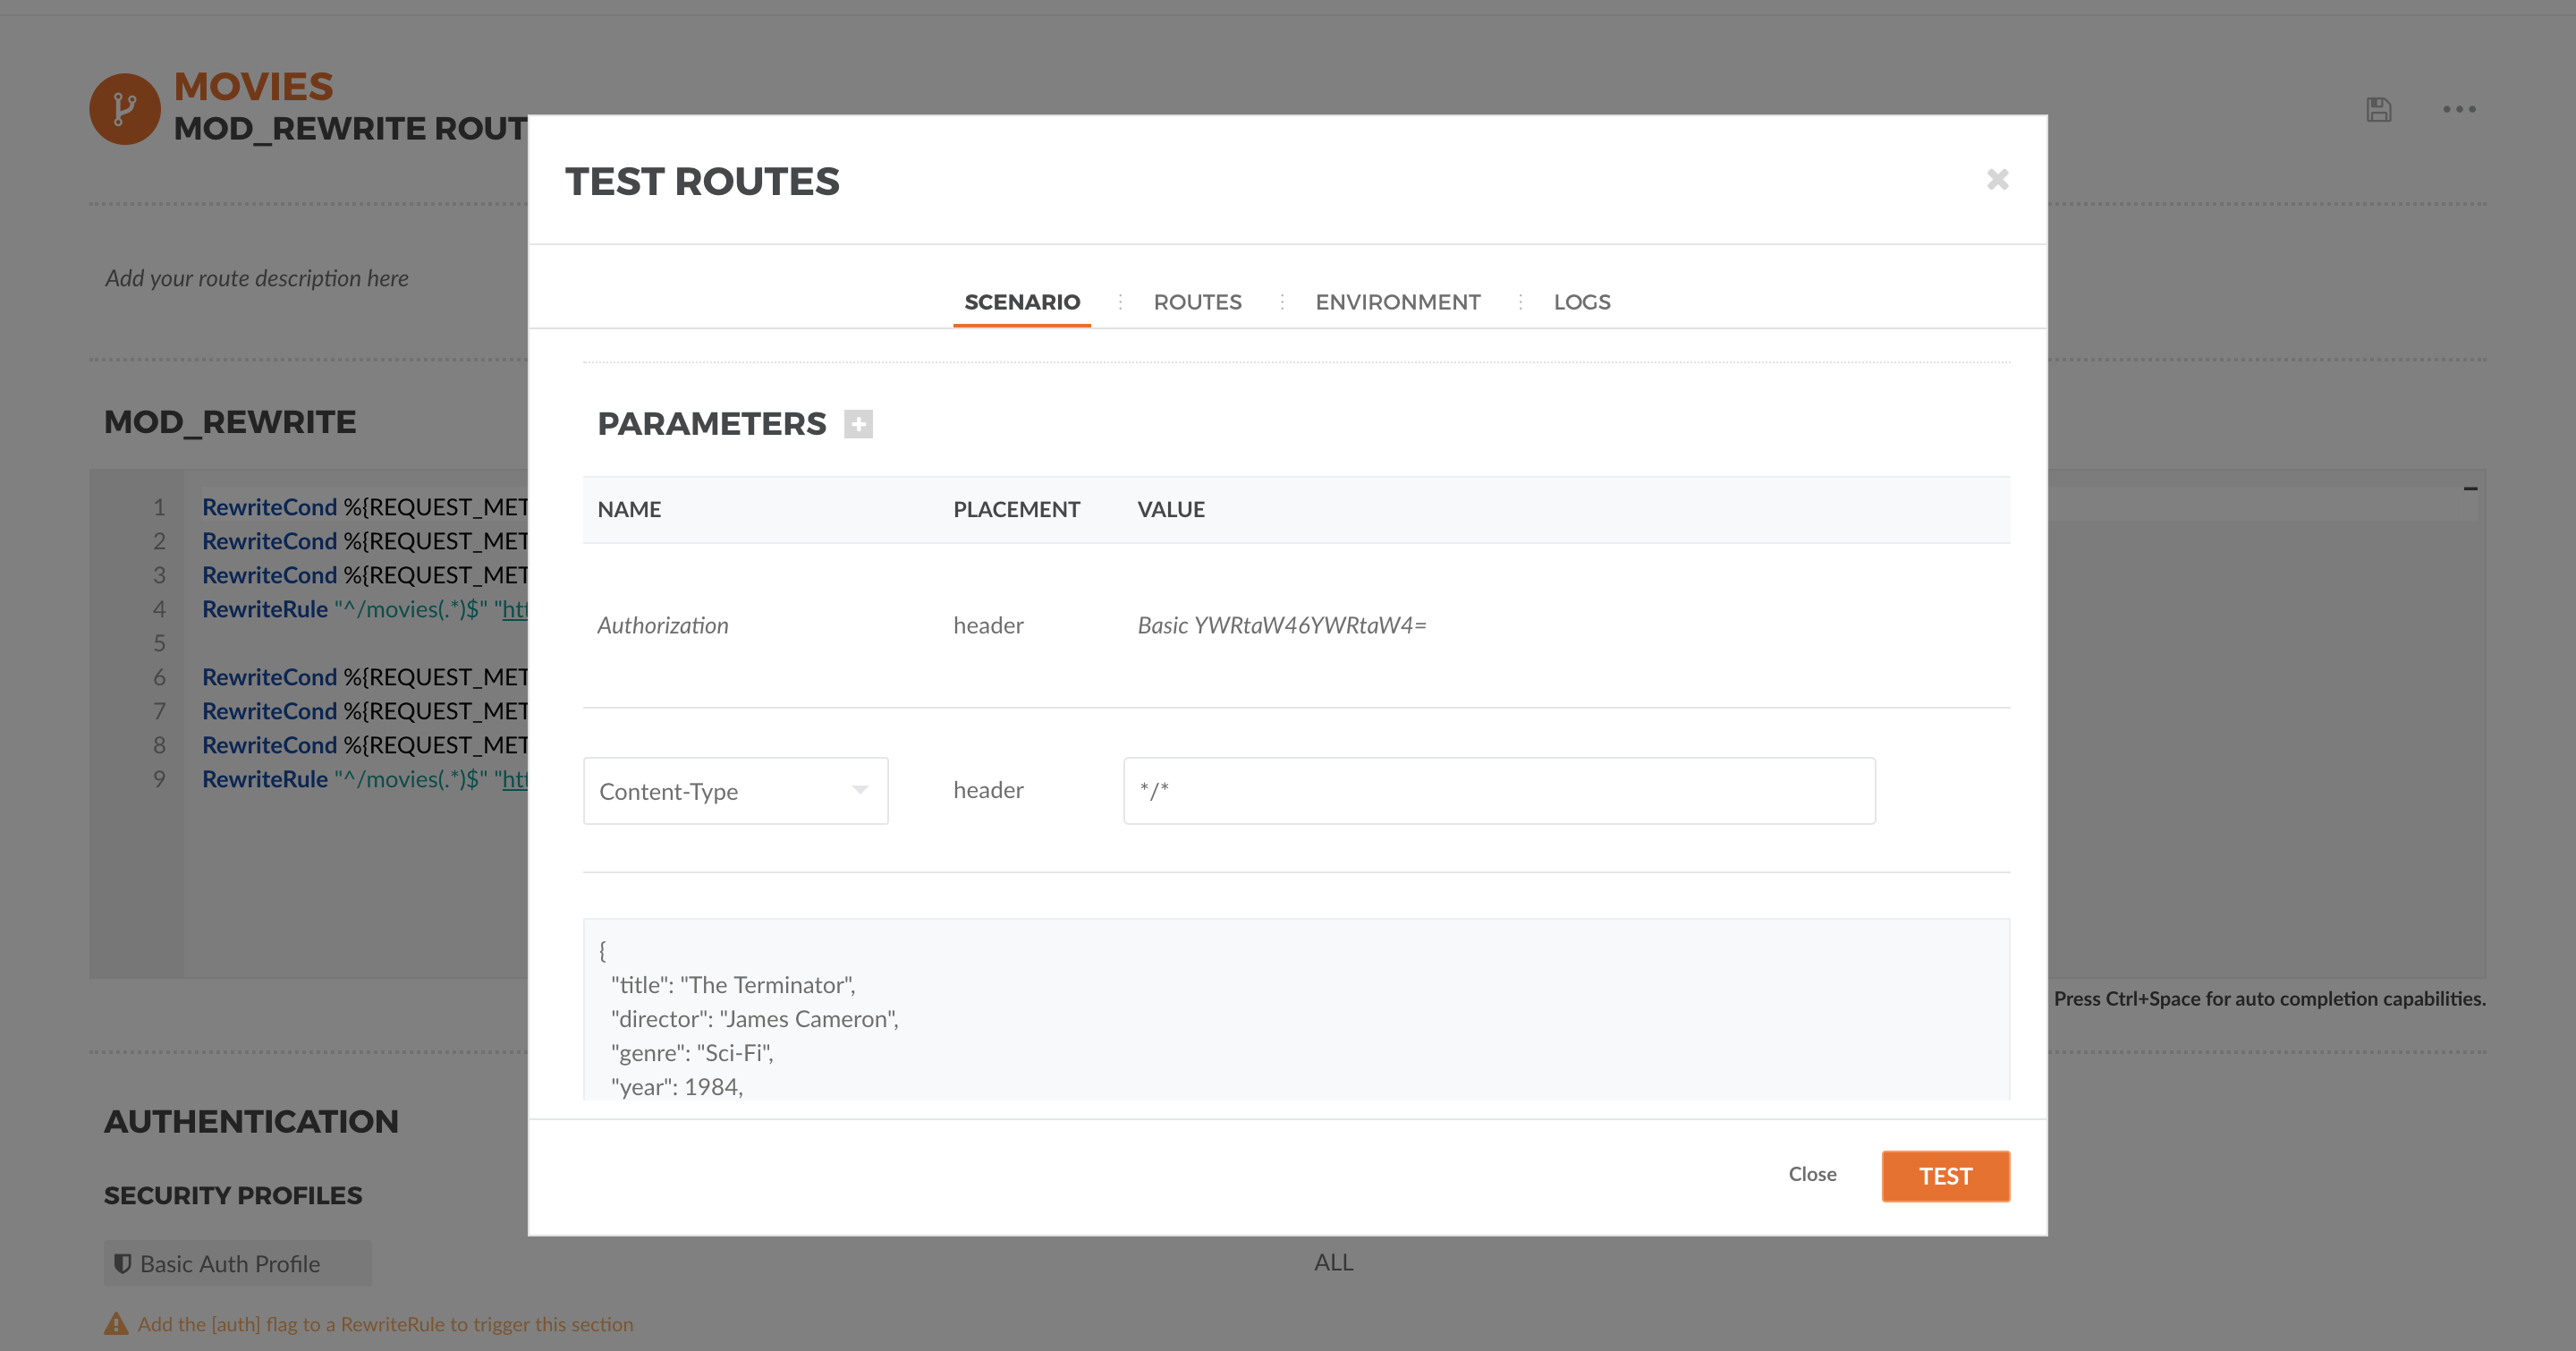 MOVIES
MOD_REWRITE ROUT
Add your route description here
MOD_REWRITE
1 RewriteCond %{REQUEST_MET
2 RewriteCond %{REQUEST_MET
3 RewriteCond %{REQUEST_MET
4 RewriteRule "^/movies(.*)$" "htt
5
6 RewriteCond %{REQUEST_MET
7 RewriteCond %{REQUEST_MET
8 RewriteCond %{REQUEST_MET
9 RewriteRule "^/movies(.*)$" "htt
Press Ctrl+Space for auto completion capabilities.
AUTHENTICATION
SECURITY PROFILES
Basic Auth Profile
ALL
Add the [auth] flag to a RewriteRule to trigger this section
TEST ROUTES
SCENARIO ROUTES ENVIRONMENT LOGS
PARAMETERS
NAME PLACEMENT VALUE
Authorization header Basic YWRtaW46YWRtaW4=
Content-Type header */*
{
"title": "The Terminator",
"director": "James Cameron",
"genre": "Sci-Fi",
"year": 1984,
Close TEST